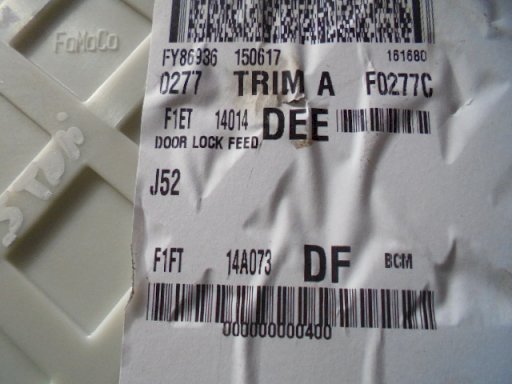 FoMoCo
FY86936 150617 161680
0277 TRIM A F0277C
F1ET 14014 DEE
DOOR LOCK FEED
J52
F1FT 14A073 DF BCM
000000000400